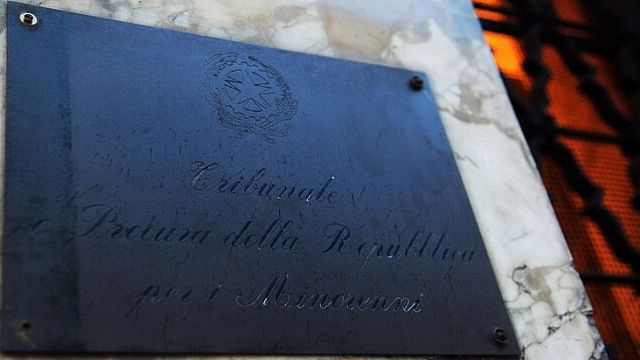 Tribunale
e Procura della Repubblica
per i Minorenni